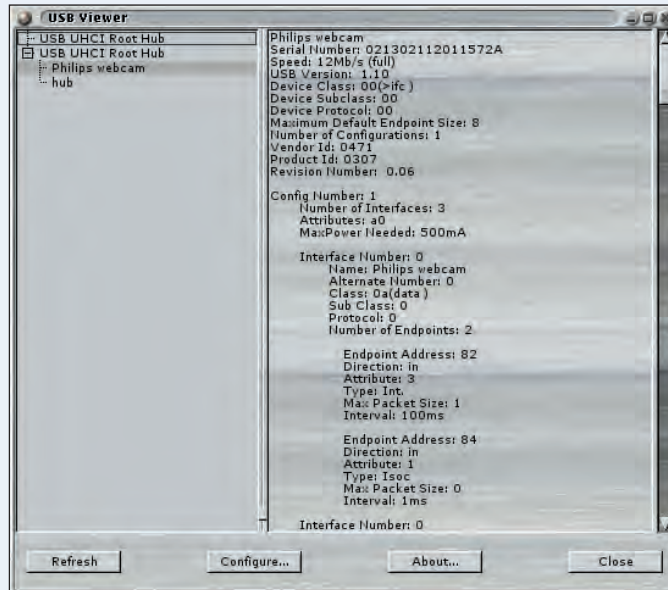 USB Viewer
USB UHCI Root Hub
USB UHCI Root Hub
Philips webcam
hub
Philips webcam
Serial Number: 021302112011572A
Speed: 12Mb/s (full)
USB Version:  1.10
Device Class: 00(>ifc )
Device Subclass: 00
Device Protocol: 00
Maximum Default Endpoint Size: 8
Number of Configurations: 1
Vendor Id: 0471
Product Id: 0307
Revision Number:  0.06
Config Number: 1
Number of Interfaces: 3
Attributes: a0
MaxPower Needed: 500mA
Interface Number: 0
Name: Philips webcam
Alternate Number: 0
Class: 0a(data )
Sub Class: 0
Protocol: 0
Number of Endpoints: 2
Endpoint Address: 82
Direction: in
Attribute: 3
Type: Int.
Max Packet Size: 1
Interval: 100ms
Endpoint Address: 84
Direction: in
Attribute: 1
Type: Isoc
Max Packet Size: 0
Interval: 1ms
Interface Number: 0
Refresh
Configure...
About...
Close